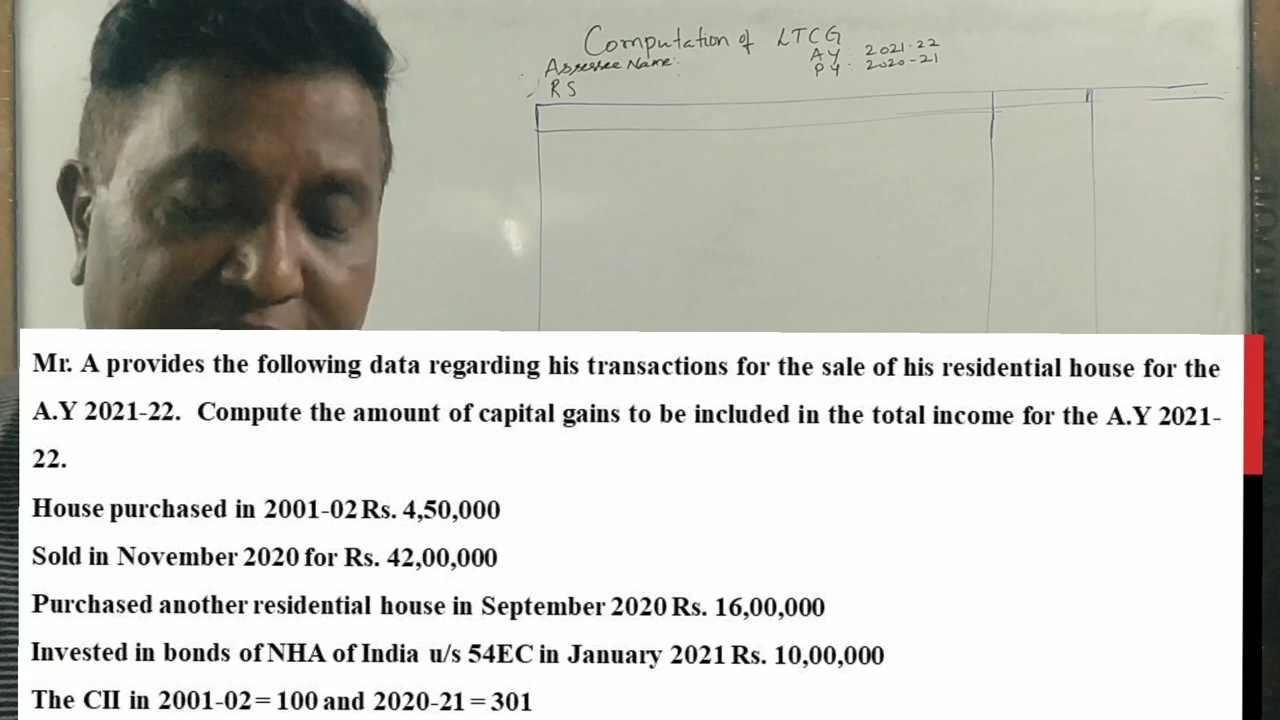 Computation of LTCG
Assessee Name: AY : 2021-22
PY : 2020-21
RS
Mr. A provides the following data regarding his transactions for the sale of his residential house for the
A.Y 2021-22. Compute the amount of capital gains to be included in the total income for the A.Y 2021-
22.
House purchased in 2001-02 Rs. 4,50,000
Sold in November 2020 for Rs. 42,00,000
Purchased another residential house in September 2020 Rs. 16,00,000
Invested in bonds of NHA of India u/s 54EC in January 2021 Rs. 10,00,000
The CII in 2001-02 = 100 and 2020-21 = 301